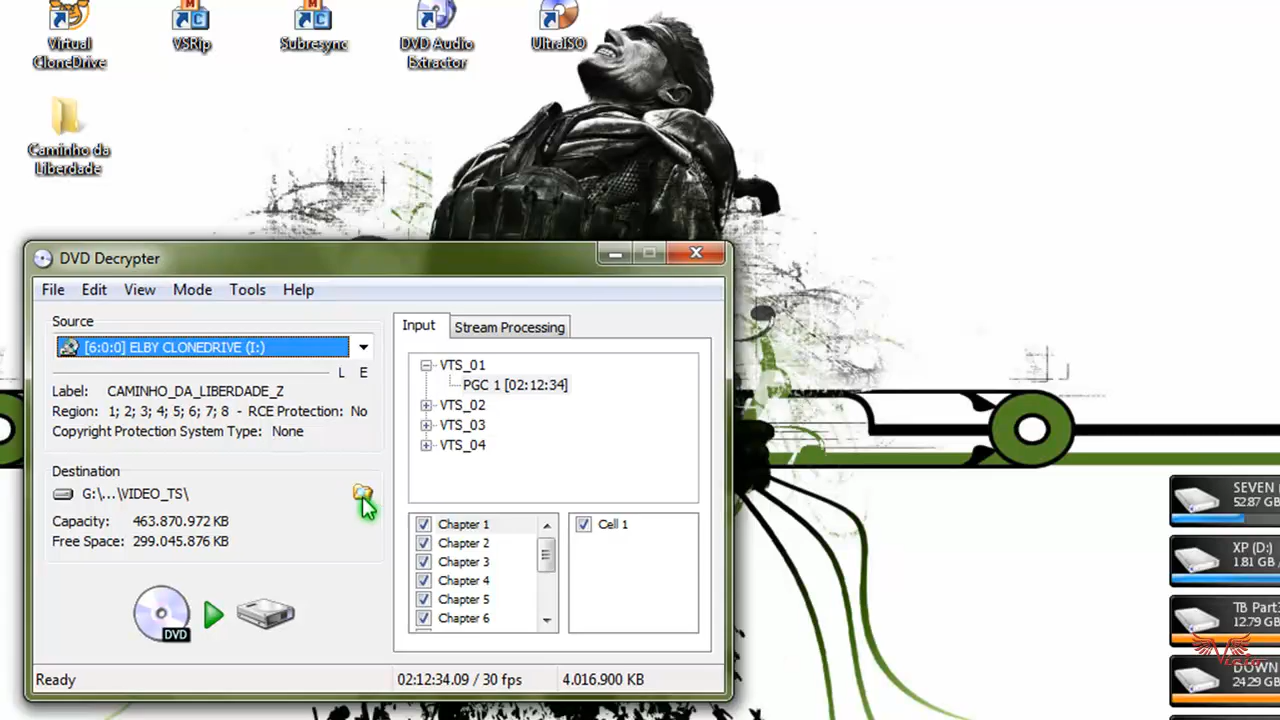 Virtual
CloneDrive
VSRip
Subresync
DVD Audio
Extractor
UltraISO
Caminho da
Liberdade
DVD Decrypter
File Edit View Mode Tools Help
Source
[6:0:0] ELBY CLONEDRIVE (I:)
L E
Label: CAMINHO_DA_LIBERDADE_Z
Region: 1; 2; 3; 4; 5; 6; 7; 8 - RCE Protection: No
Copyright Protection System Type: None
Destination
G:\...\VIDEO_TS\
Capacity: 463.870.972 KB
Free Space: 299.045.876 KB
DVD
Input
Stream Processing
VTS_01
PGC 1 [02:12:34]
VTS_02
VTS_03
VTS_04
Chapter 1
Chapter 2
Chapter 3
Chapter 4
Chapter 5
Chapter 6
Cell 1
Ready
02:12:34.09 / 30 fps
4.016.900 KB
SEVEN
52.87 GB
XP (D:)
1.81 GB
TB Part
12.79 GB
DOWN
24.29 GB